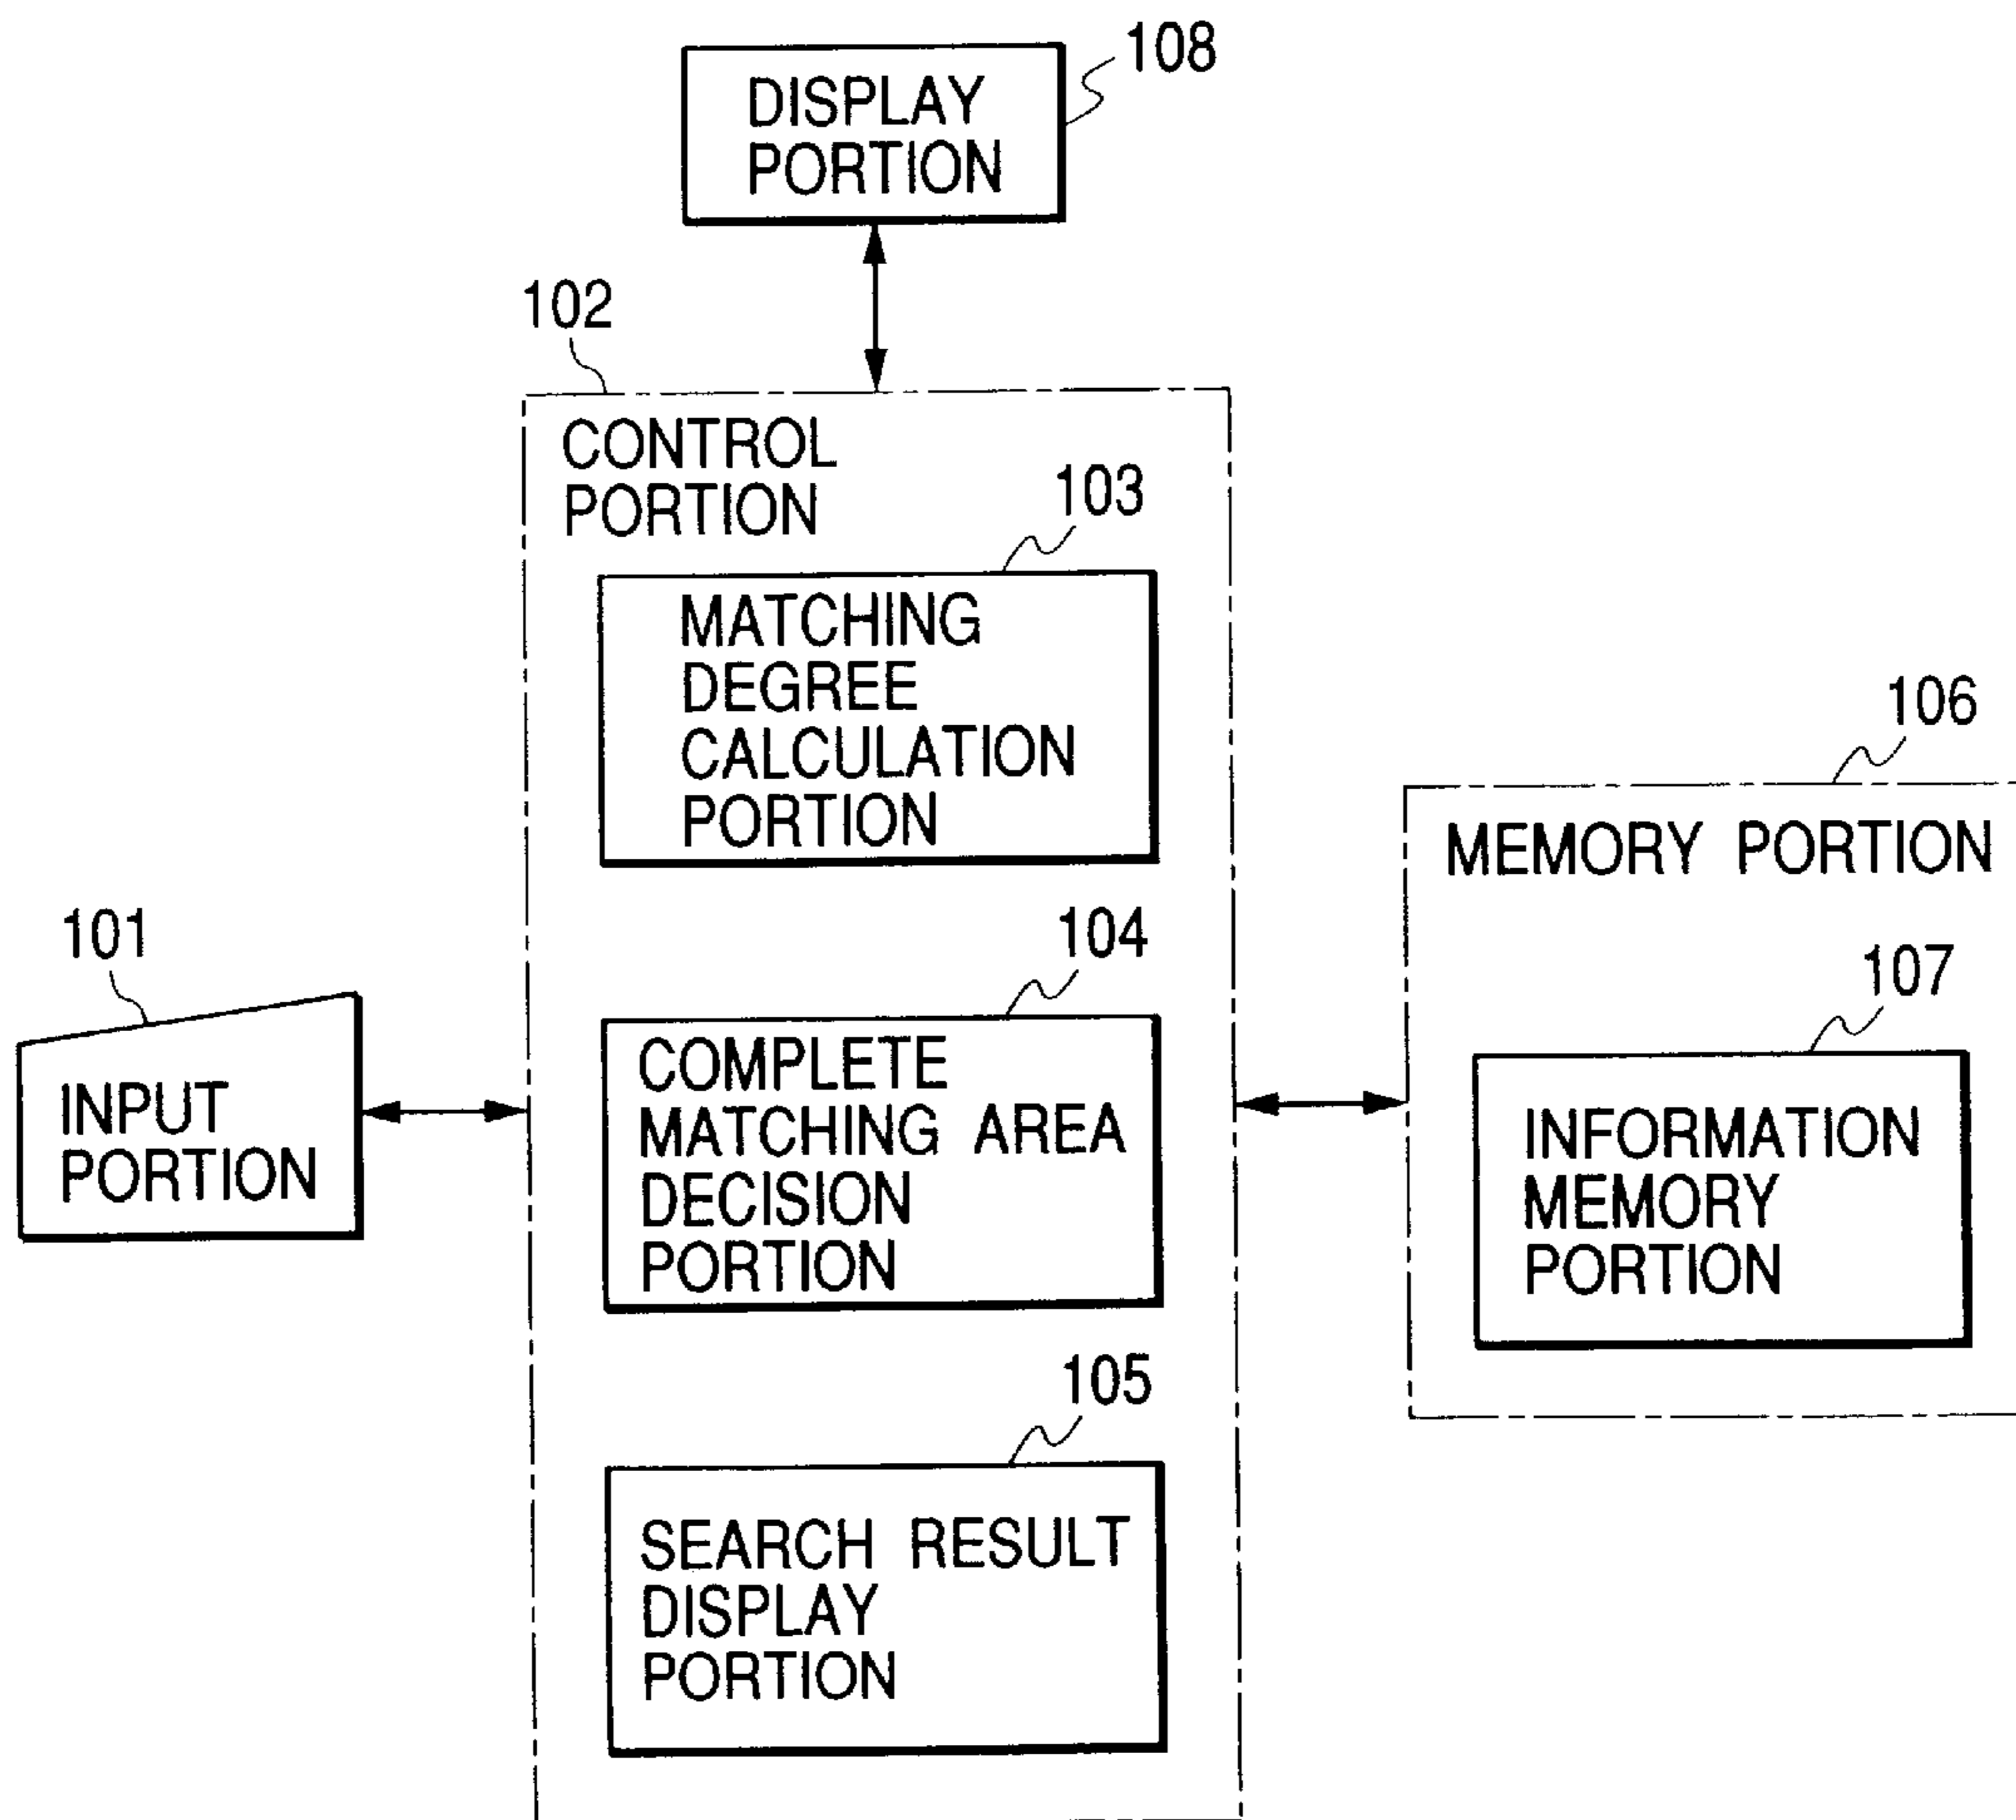 108
DISPLAY
PORTION
102
CONTROL
PORTION
103
MATCHING
DEGREE
CALCULATION
PORTION
106
MEMORY PORTION
101
INPUT
PORTION
104
COMPLETE
MATCHING AREA
DECISION
PORTION
107
INFORMATION
MEMORY
PORTION
105
SEARCH RESULT
DISPLAY
PORTION